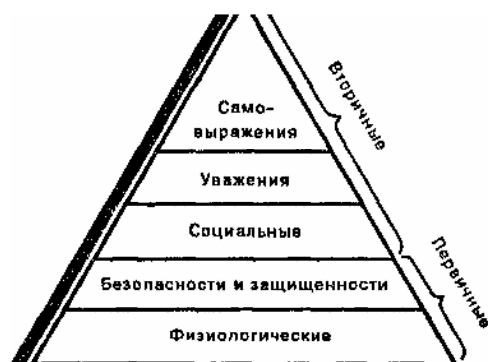 Само-
выражения
Уважения
Социальные
Безопасности и защищенности
Физиологические
Вторичные
Первичные